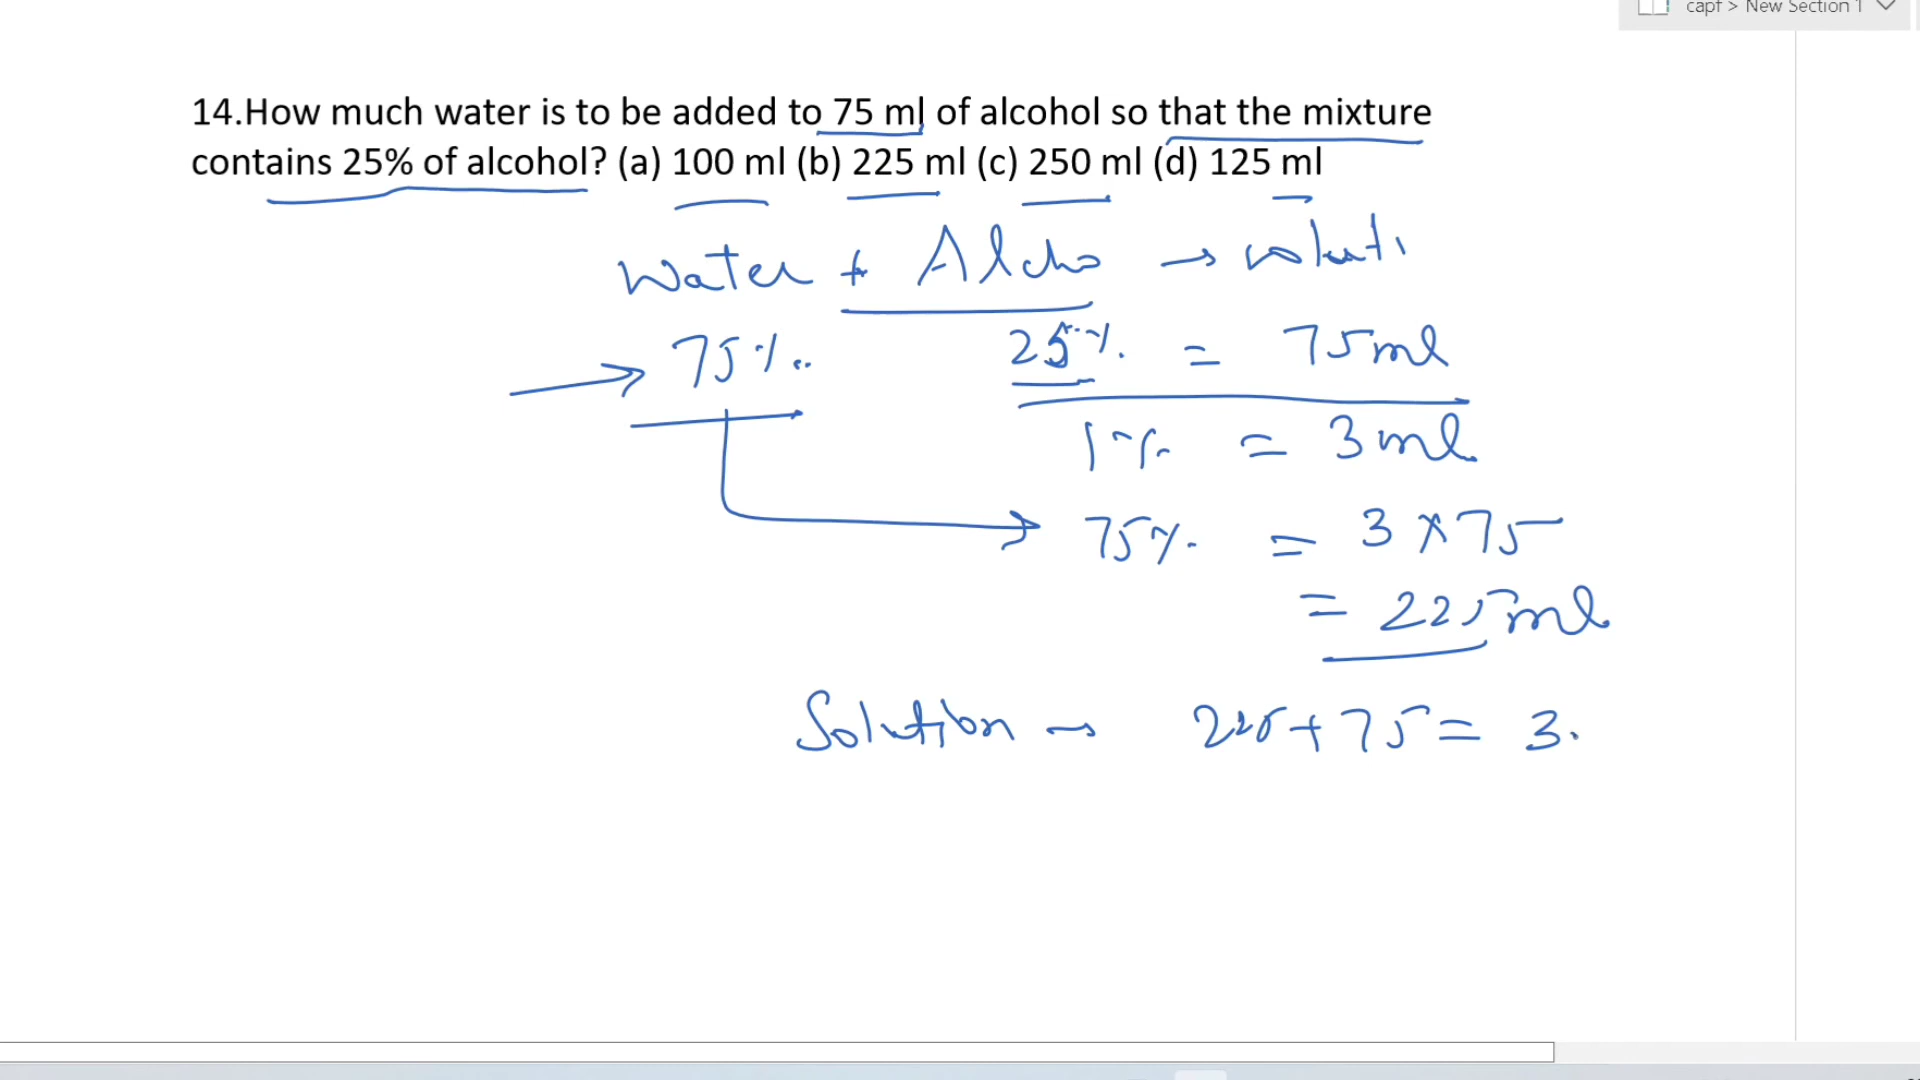 capf > New Section 1
14.How much water is to be added to 75 ml of alcohol so that the mixture
contains 25% of alcohol? (a) 100 ml (b) 225 ml (c) 250 ml (d) 125 ml
Water + Alcho →
75% 25% = 75ml
1% = 3ml
75% = 3×75
= 225ml
Solution → 225+75= 3